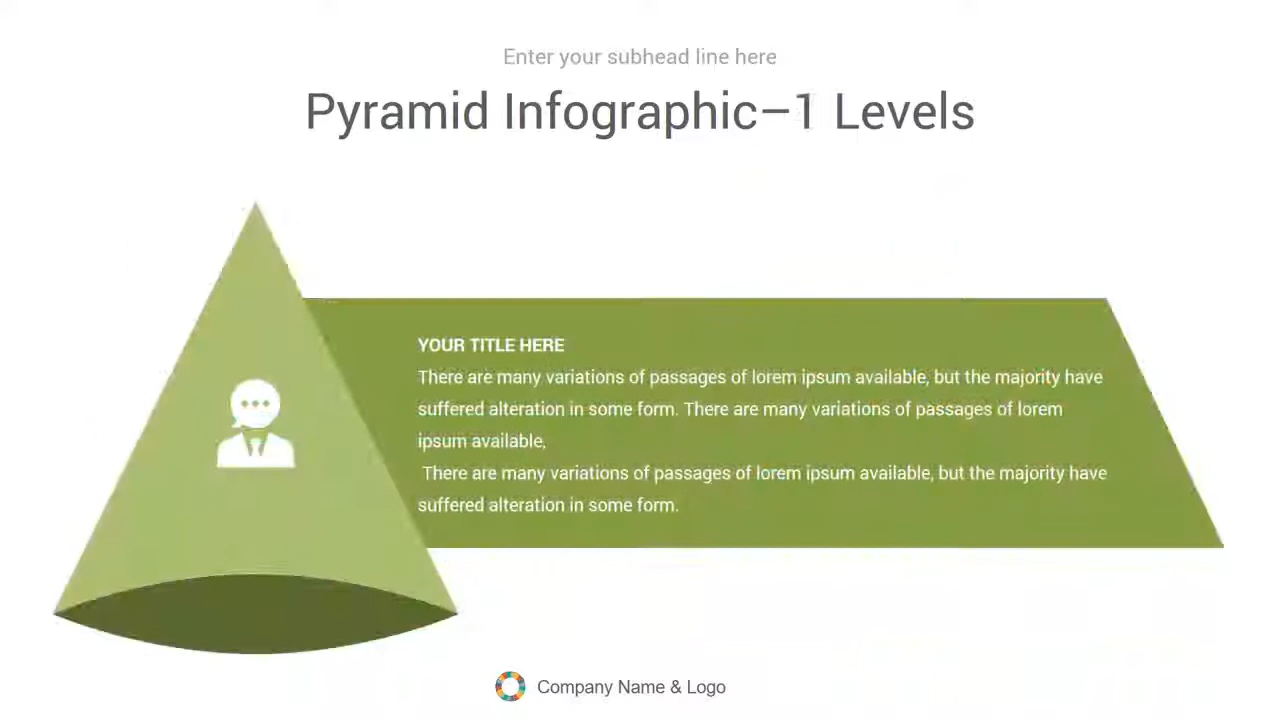 Enter your subhead line here
Pyramid Infographic–1 Levels
YOUR TITLE HERE
There are many variations of passages of lorem ipsum available, but the majority have
suffered alteration in some form. There are many variations of passages of lorem
ipsum available,
There are many variations of passages of lorem ipsum available, but the majority have
suffered alteration in some form.
Company Name & Logo